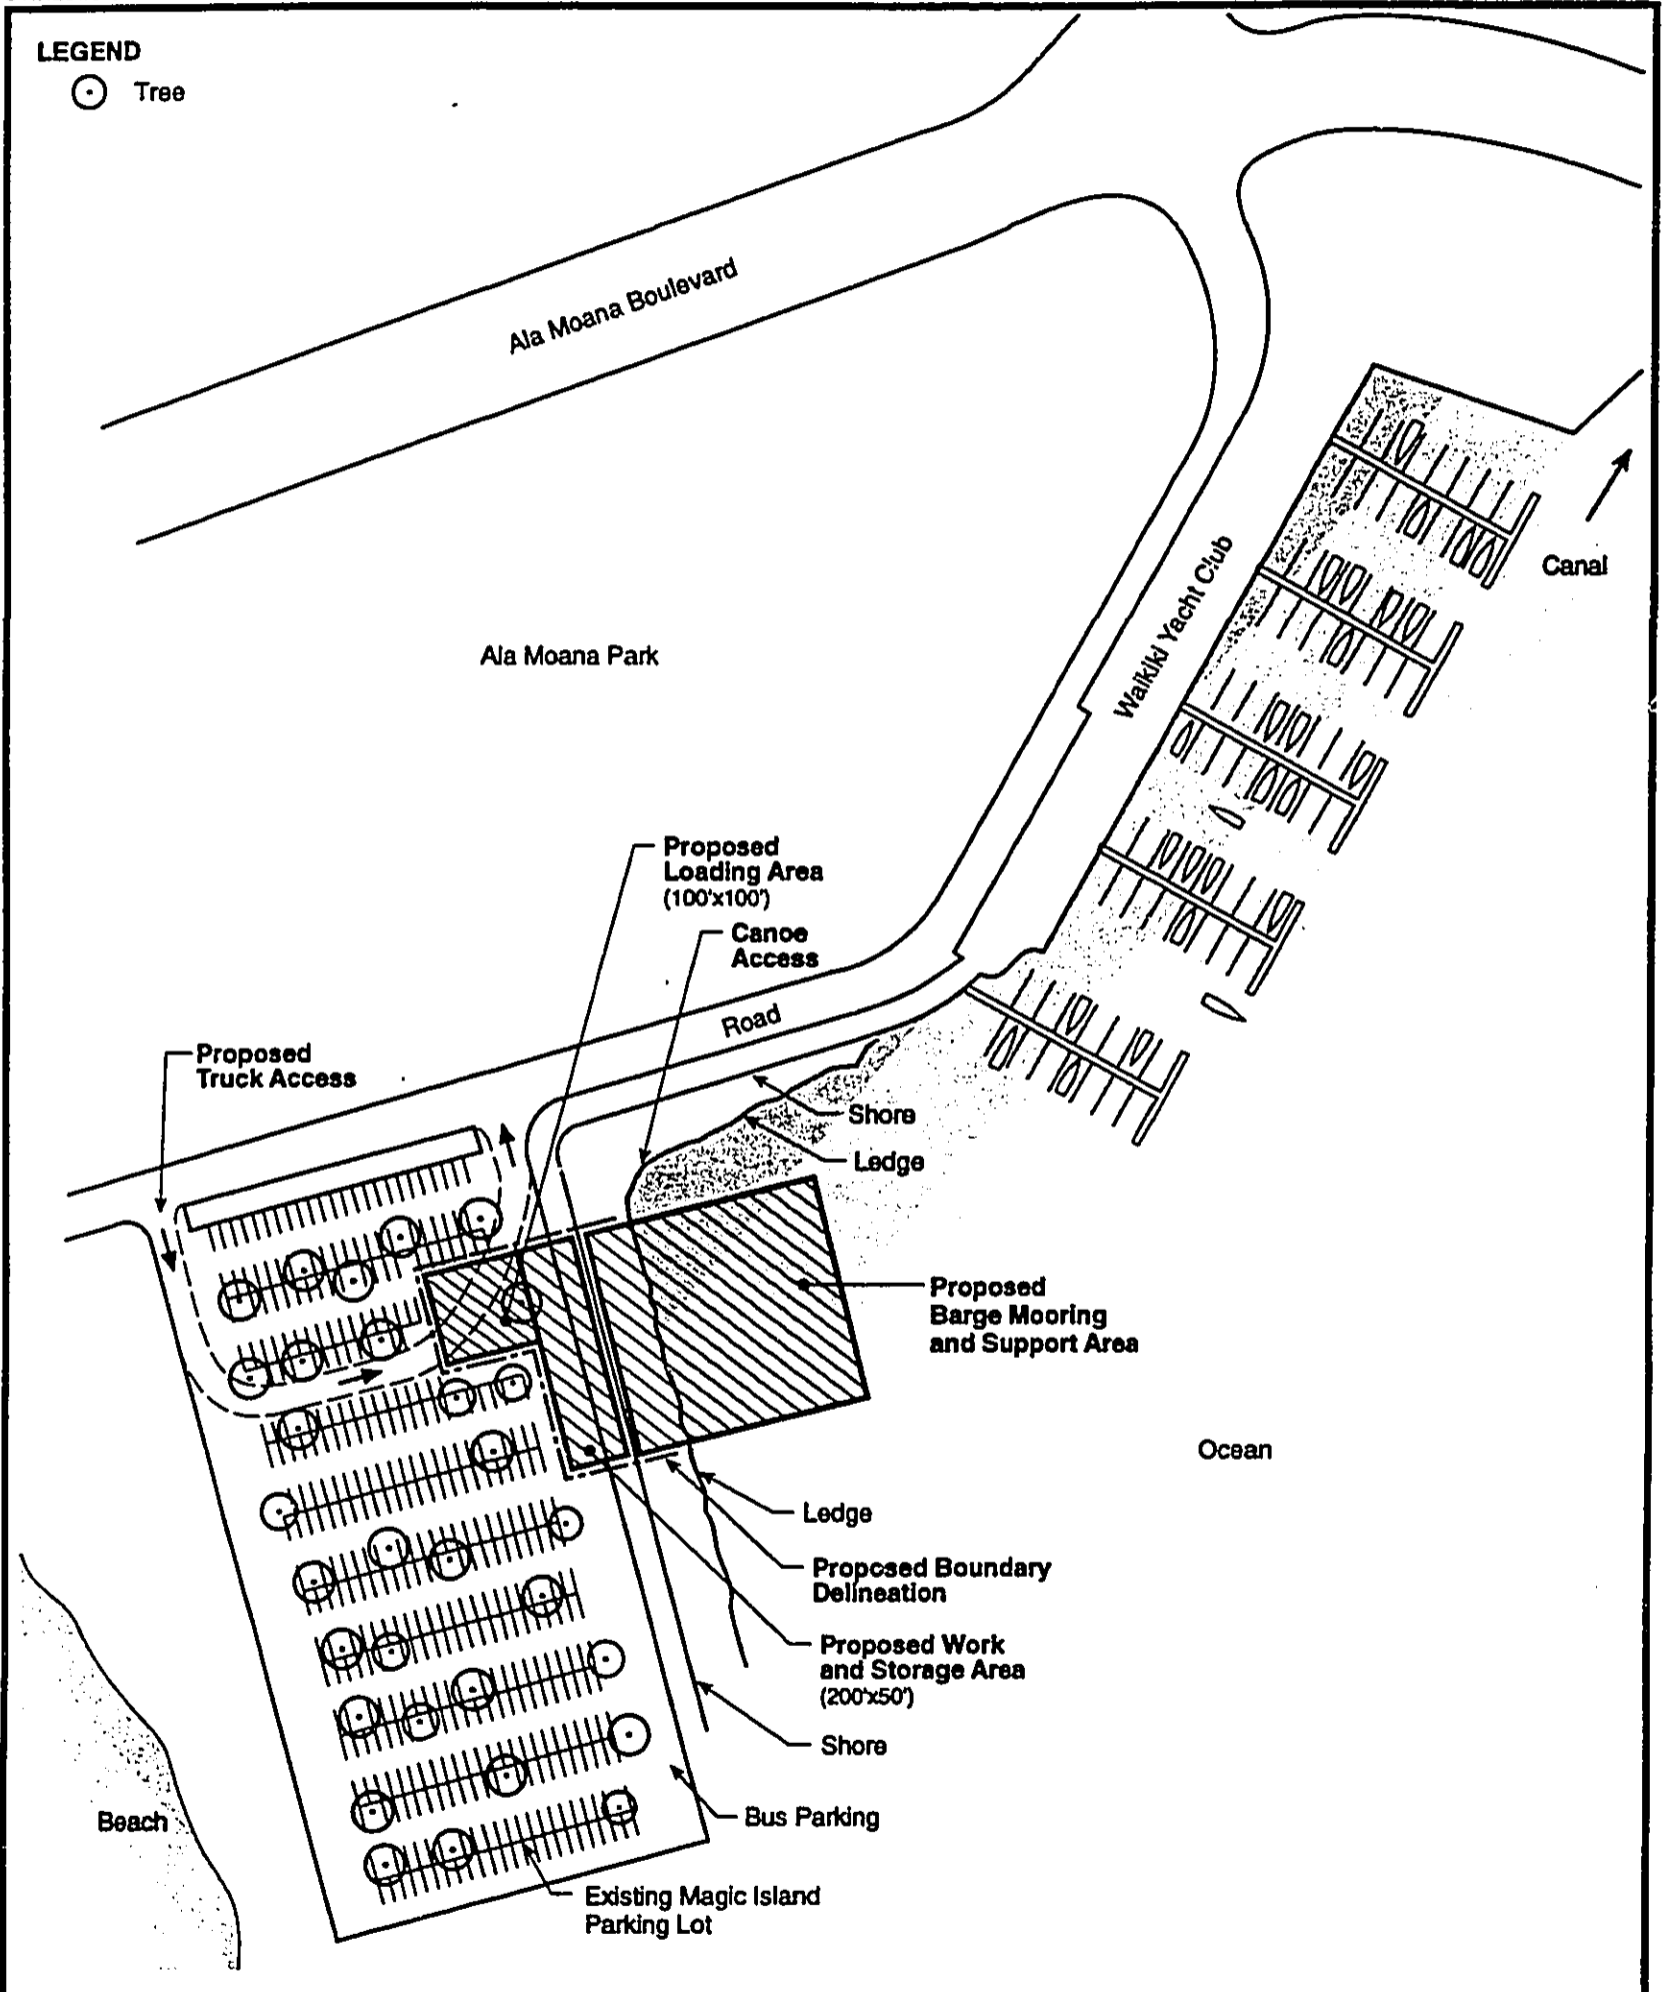 LEGEND
Tree
Ala Moana Boulevard
Canal
Waikiki Yacht Club
Ala Moana Park
Proposed
Loading Area
(100'x100')
Canoe
Access
Road
Proposed
Truck Access
Shore
Ledge
Proposed
Barge Mooring
and Support Area
Ocean
Ledge
Proposed Boundary
Delineation
Proposed Work
and Storage Area
(200'x50')
Shore
Beach
Bus Parking
Existing Magic Island
Parking Lot